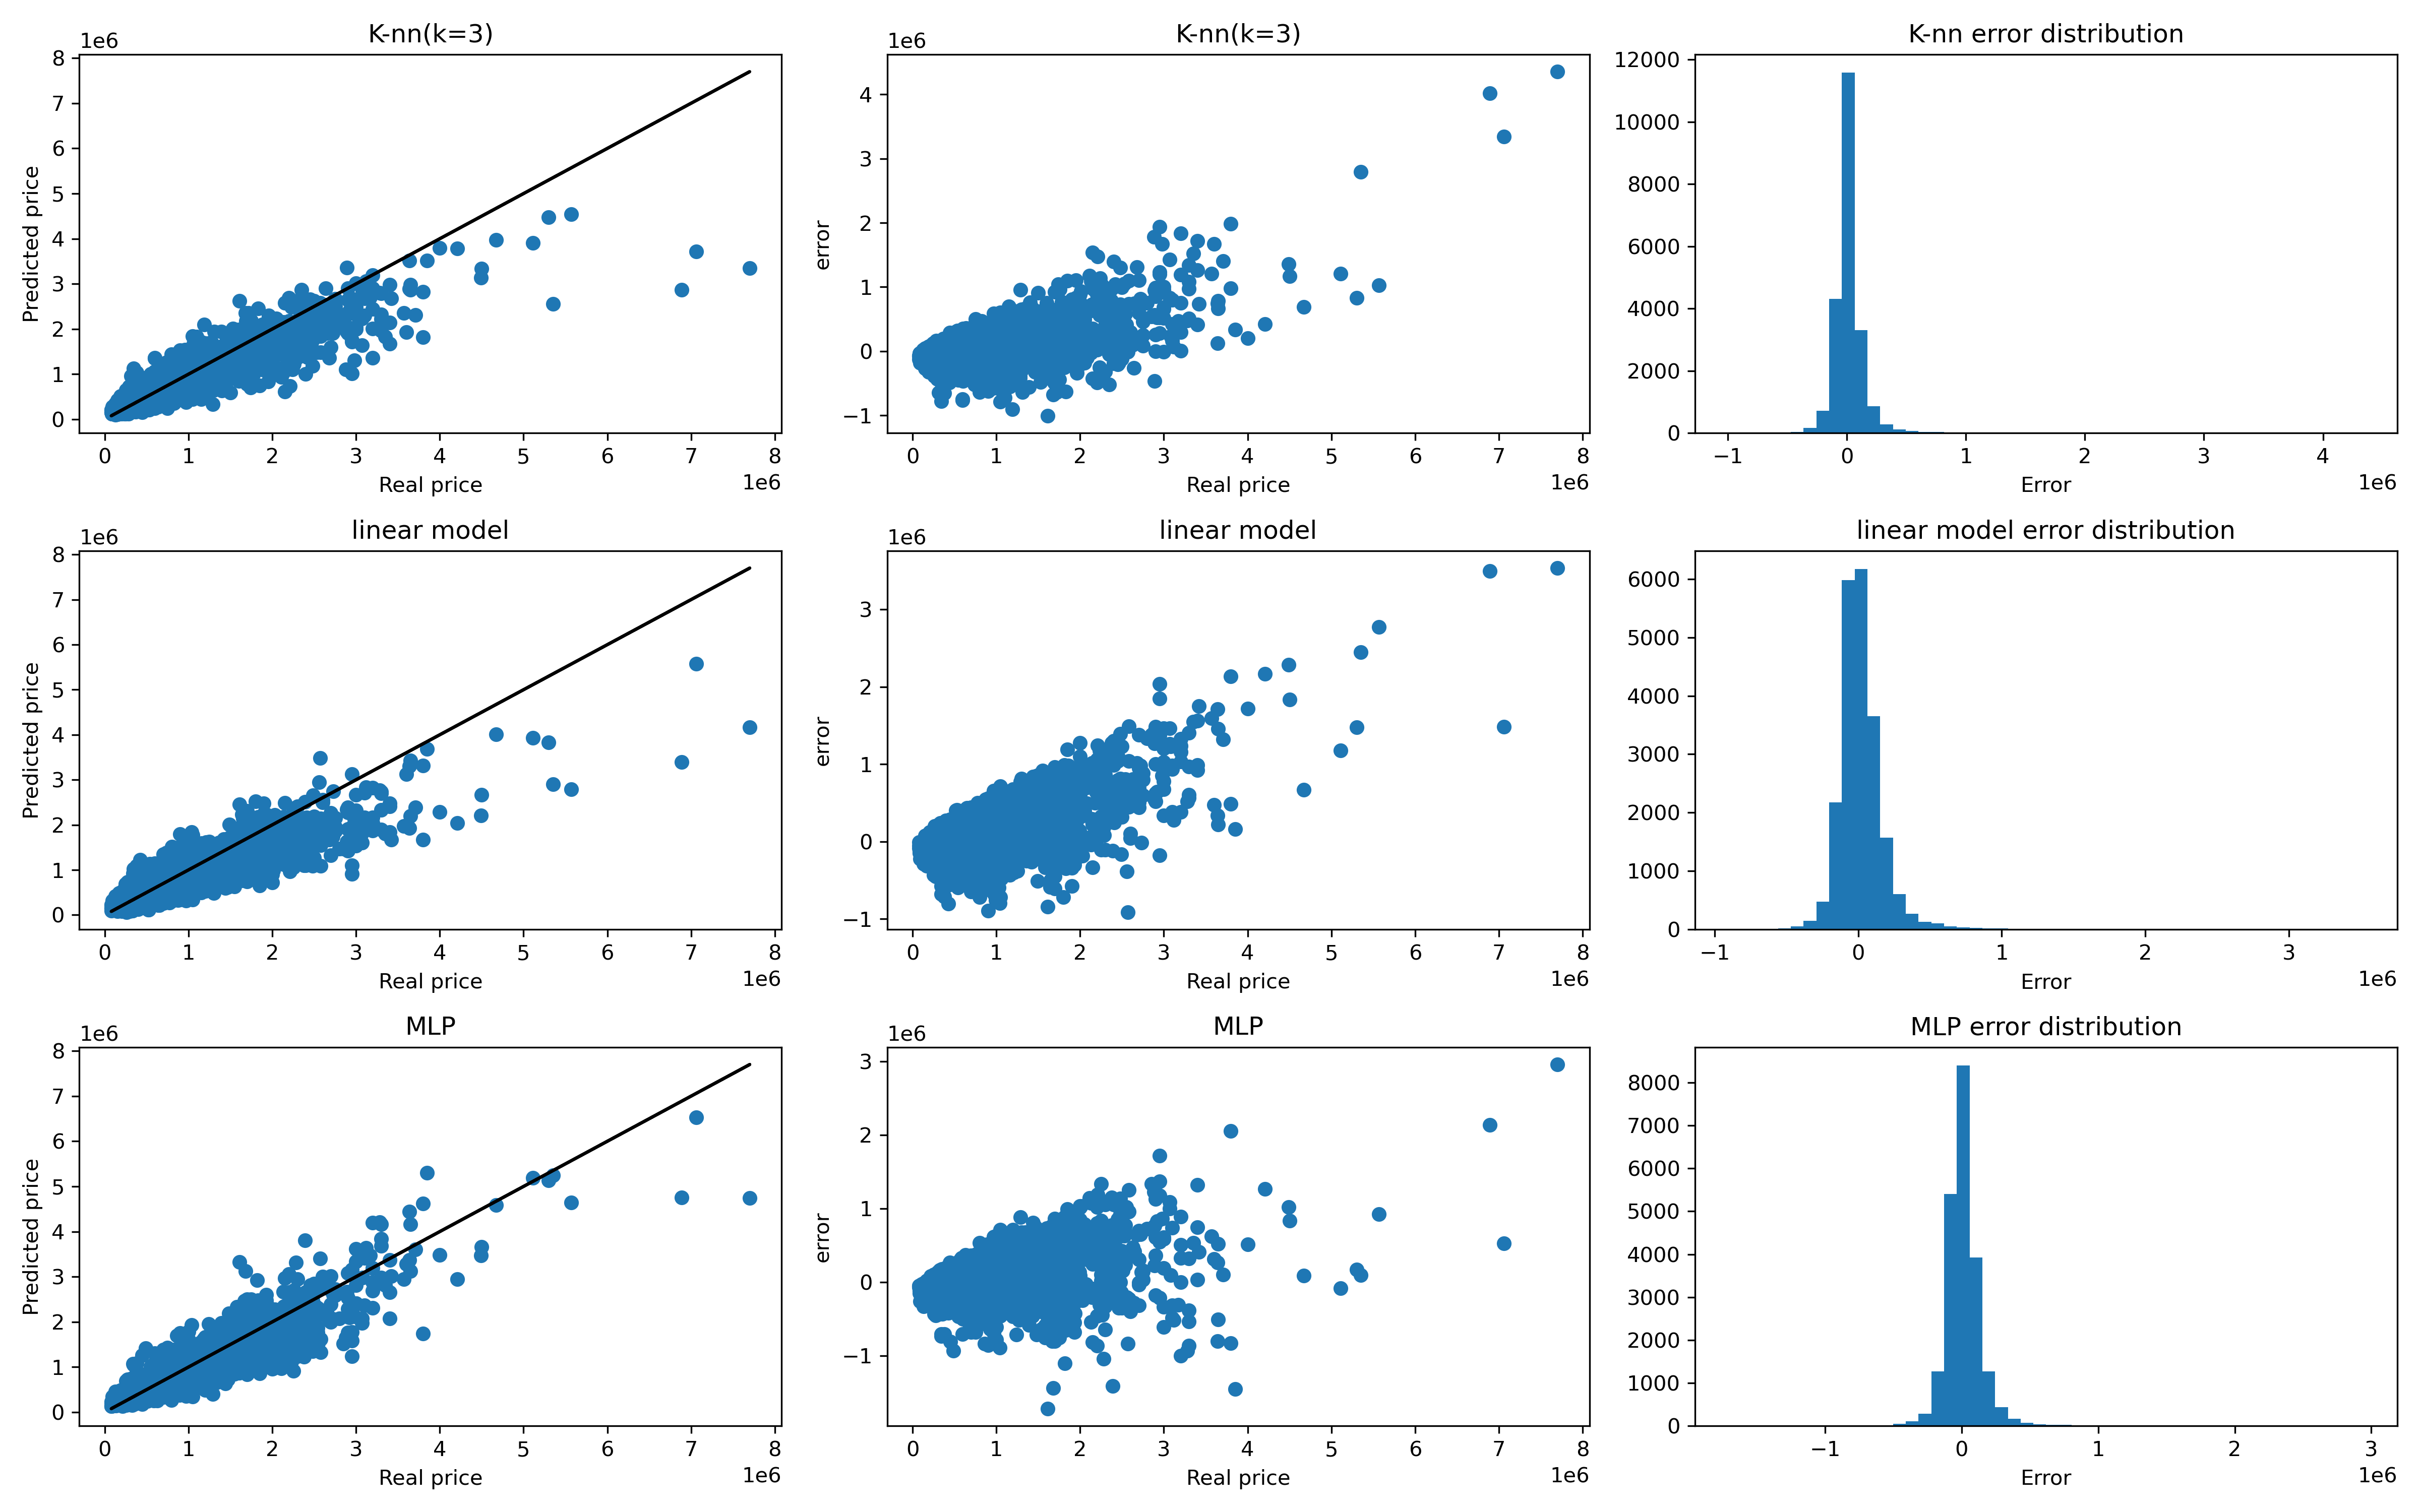 K-nn(k=3)
1e6
8
7
6
5
4
3
2
1
0
Predicted price
0 1 2 3 4 5 6 7 8
Real price
1e6
K-nn(k=3)
1e6
4
3
2
1
0
−1
error
0 1 2 3 4 5 6 7 8
Real price
1e6
K-nn error distribution
12000
10000
8000
6000
4000
2000
0
−1 0 1 2 3 4
Error
1e6
linear model
1e6
8
7
6
5
4
3
2
1
0
Predicted price
0 1 2 3 4 5 6 7 8
Real price
1e6
linear model
1e6
3
2
1
0
−1
error
0 1 2 3 4 5 6 7 8
Real price
1e6
linear model error distribution
6000
5000
4000
3000
2000
1000
0
−1 0 1 2 3
Error
1e6
MLP
1e6
8
7
6
5
4
3
2
1
0
Predicted price
0 1 2 3 4 5 6 7 8
Real price
1e6
MLP
1e6
3
2
1
0
−1
error
0 1 2 3 4 5 6 7 8
Real price
1e6
MLP error distribution
8000
7000
6000
5000
4000
3000
2000
1000
0
−1 0 1 2 3
Error
1e6